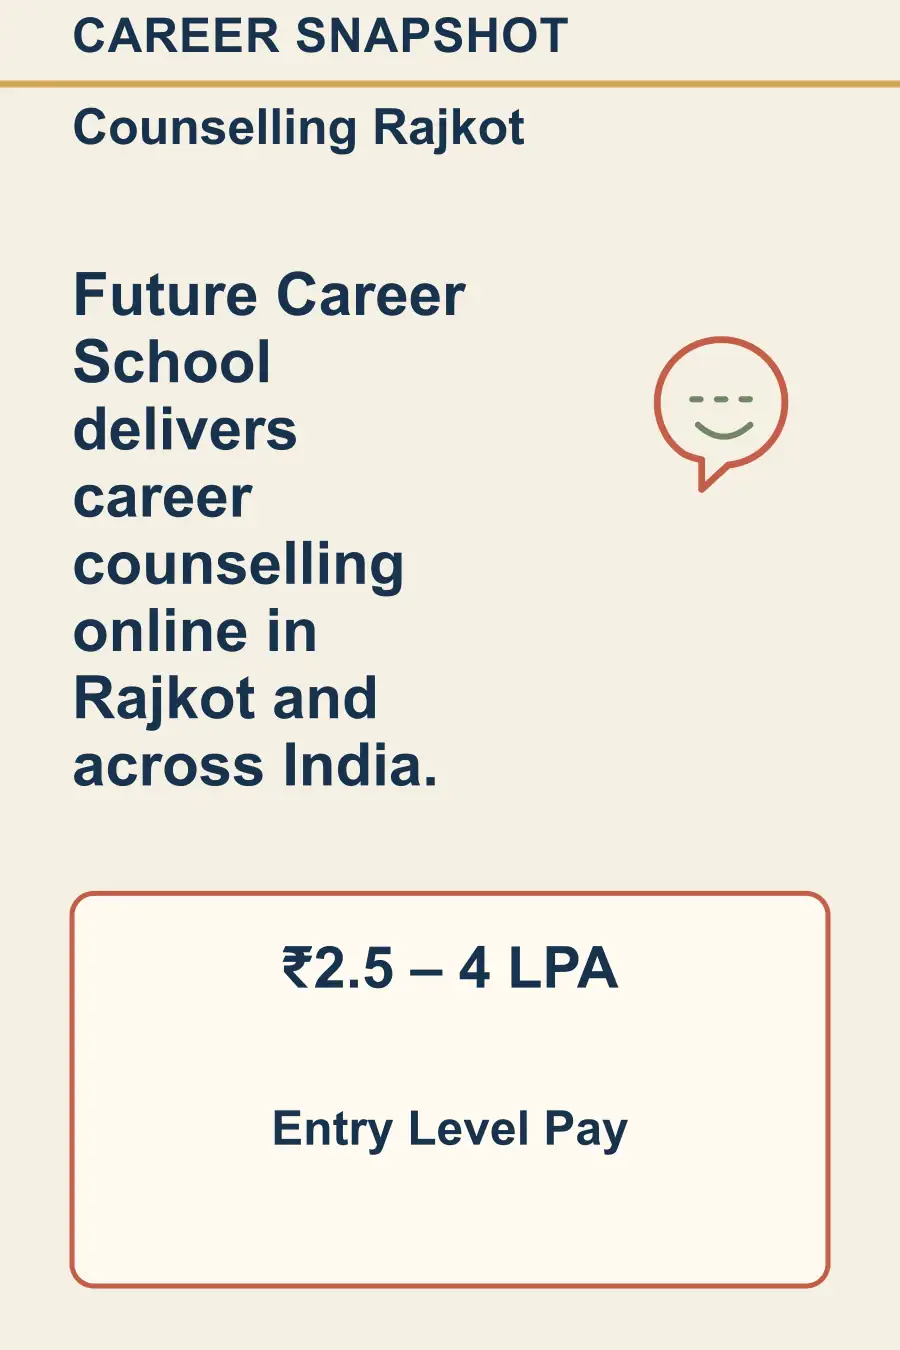 CAREER SNAPSHOT
Counselling Rajkot
Future Career
School
delivers
career
counselling
online in
Rajkot and
across India.
₹2.5 – 4 LPA
Entry Level Pay